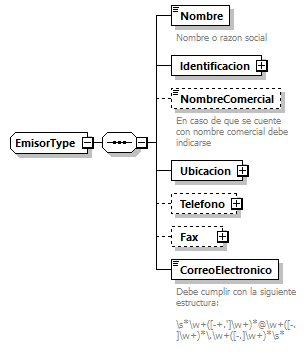 Nombre
Nombre o razon social
Identificacion
NombreComercial
En caso de que se cuente
con nombre comercial debe
indicarse
EmisorType
Ubicacion
Telefono
Fax
CorreoElectronico
Debe cumplir con la siguiente
estructura:
\s*\w+([-+.']\w+)*@\w+([-.
]\w+)*\.\w+([-.]\w+)*\s*